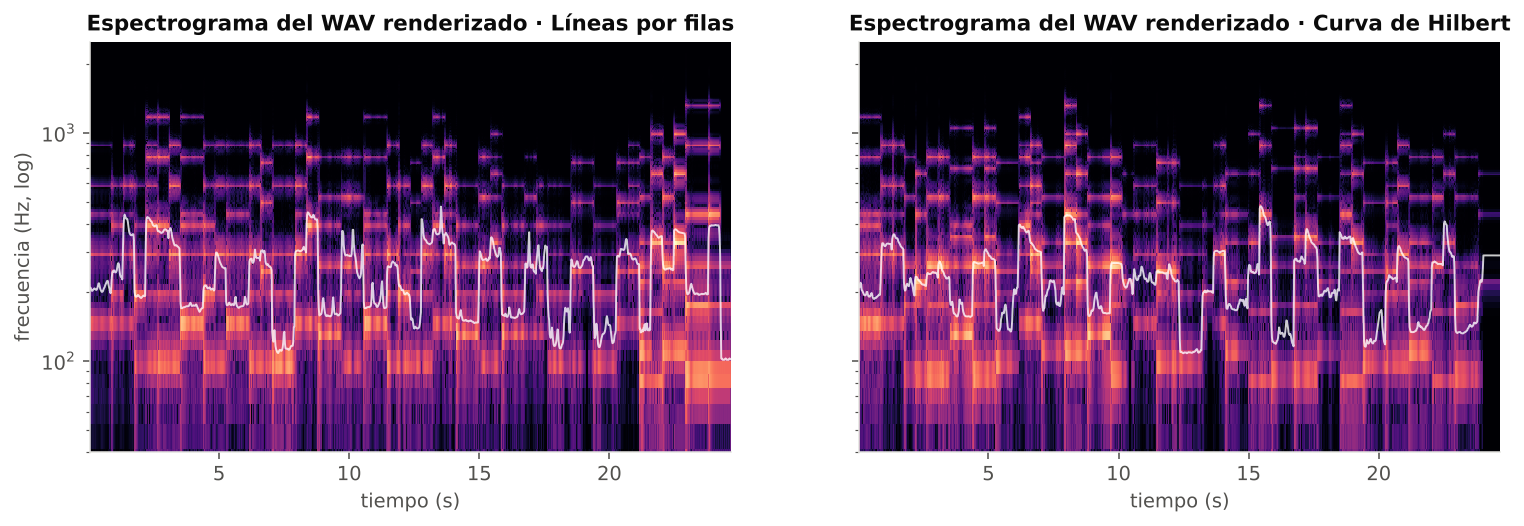 Espectrograma del WAV renderizado · Líneas por filas
frecuencia (Hz, log)
10³
10²
5 10 15 20
tiempo (s)
Espectrograma del WAV renderizado · Curva de Hilbert
5 10 15 20
tiempo (s)